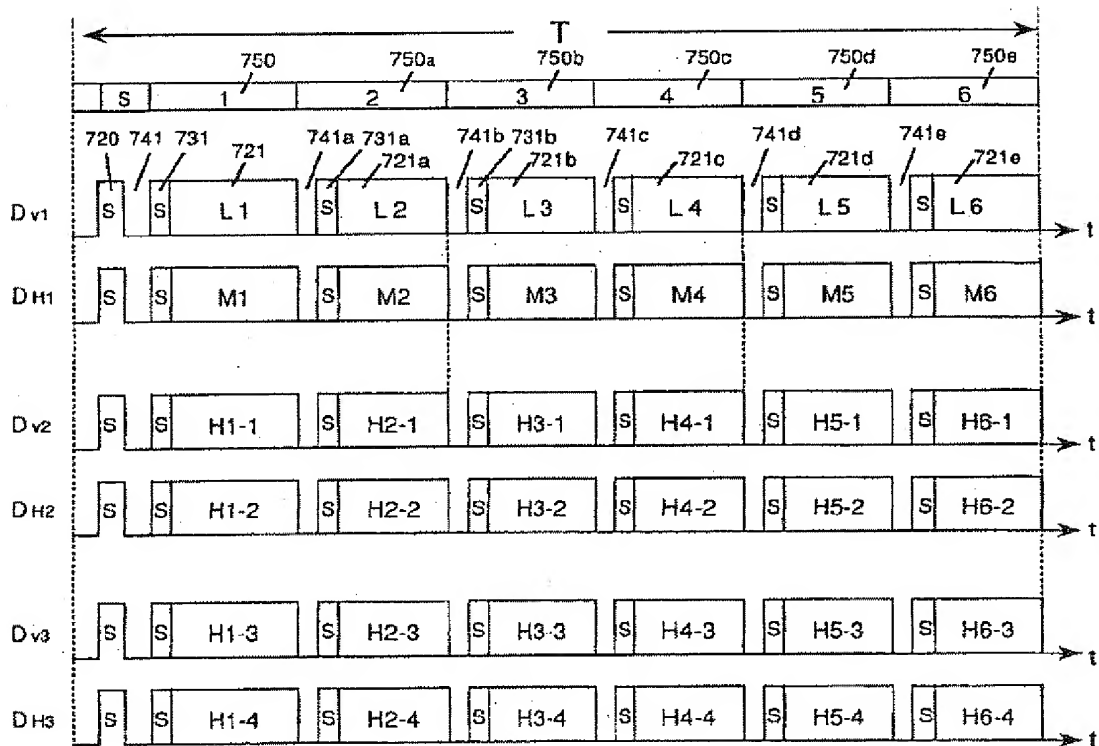 T
750 750a 750b 750c 750d 750e
S 1 2 3 4 5 6
720 741 731 721 741a 731a 721a 741b 731b 721b 741c 721c 741d 721d 741e 721e
Dv1 S S L1 S L2 S L3 S L4 S L5 S L6 t
DH1 S S M1 S M2 S M3 S M4 S M5 S M6 t
Dv2 S S H1-1 S H2-1 S H3-1 S H4-1 S H5-1 S H6-1 t
DH2 S S H1-2 S H2-2 S H3-2 S H4-2 S H5-2 S H6-2 t
Dv3 S S H1-3 S H2-3 S H3-3 S H4-3 S H5-3 S H6-3 t
DH3 S S H1-4 S H2-4 S H3-4 S H4-4 S H5-4 S H6-4 t